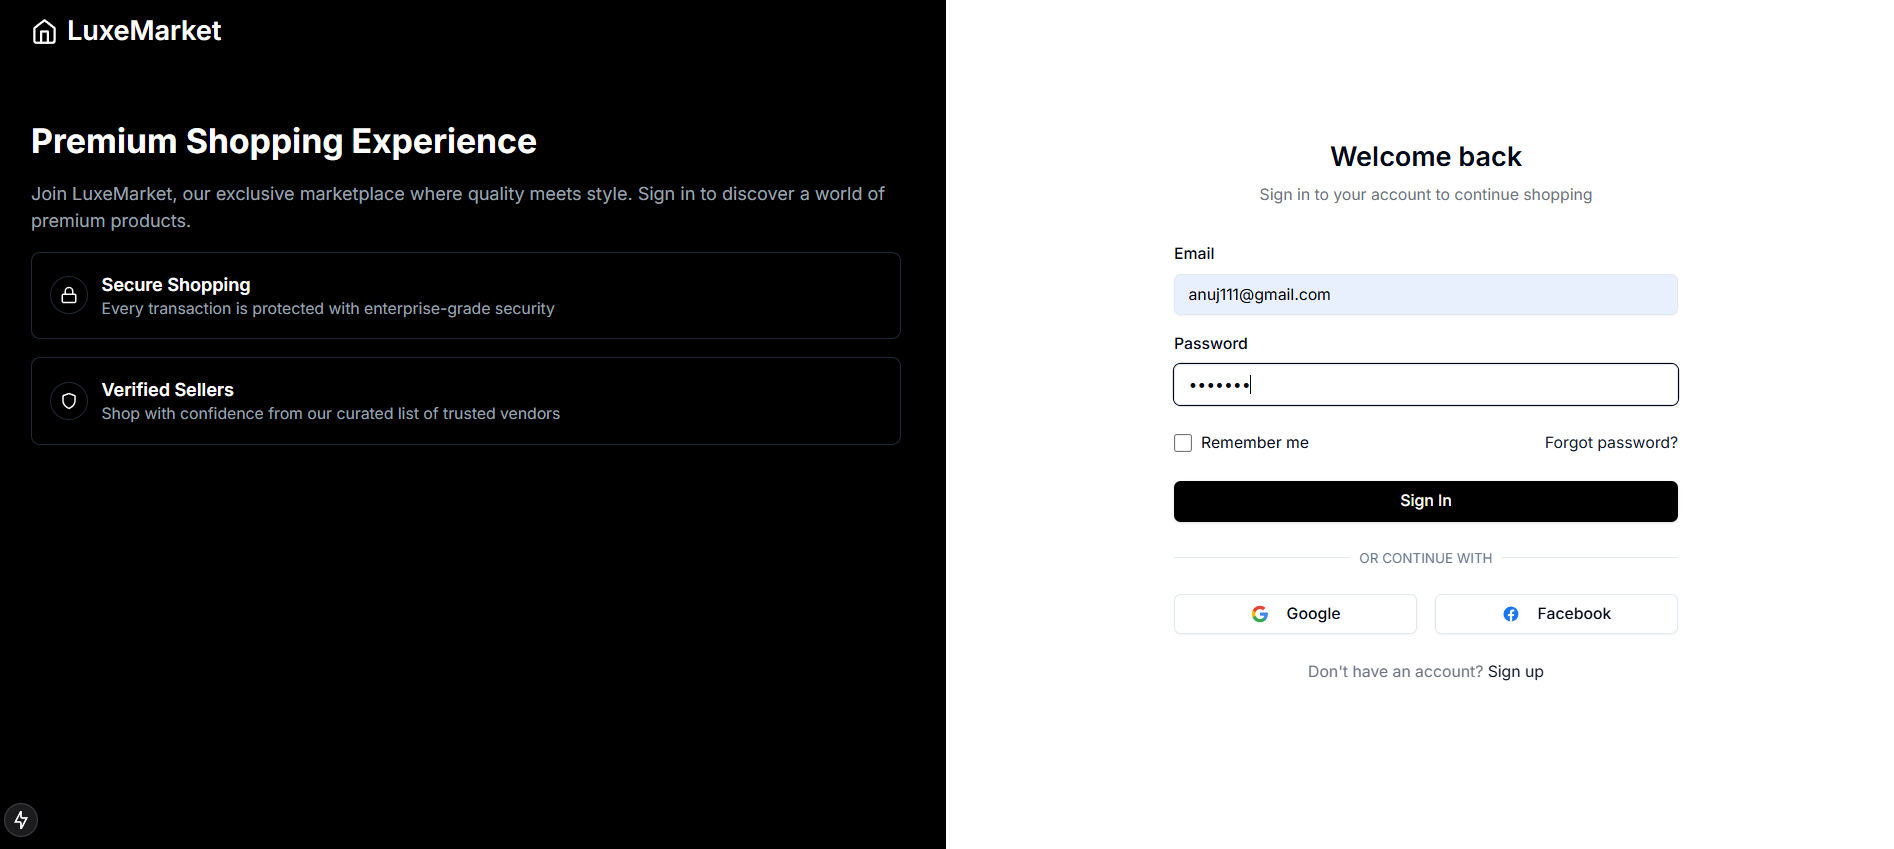 LuxeMarket
Premium Shopping Experience
Join LuxeMarket, our exclusive marketplace where quality meets style. Sign in to discover a world of
premium products.
Secure Shopping
Every transaction is protected with enterprise-grade security
Verified Sellers
Shop with confidence from our curated list of trusted vendors
Welcome back
Sign in to your account to continue shopping
Email
anuj111@gmail.com
Password
•••••••
Remember me
Forgot password?
Sign In
OR CONTINUE WITH
Google
Facebook
Don't have an account? Sign up